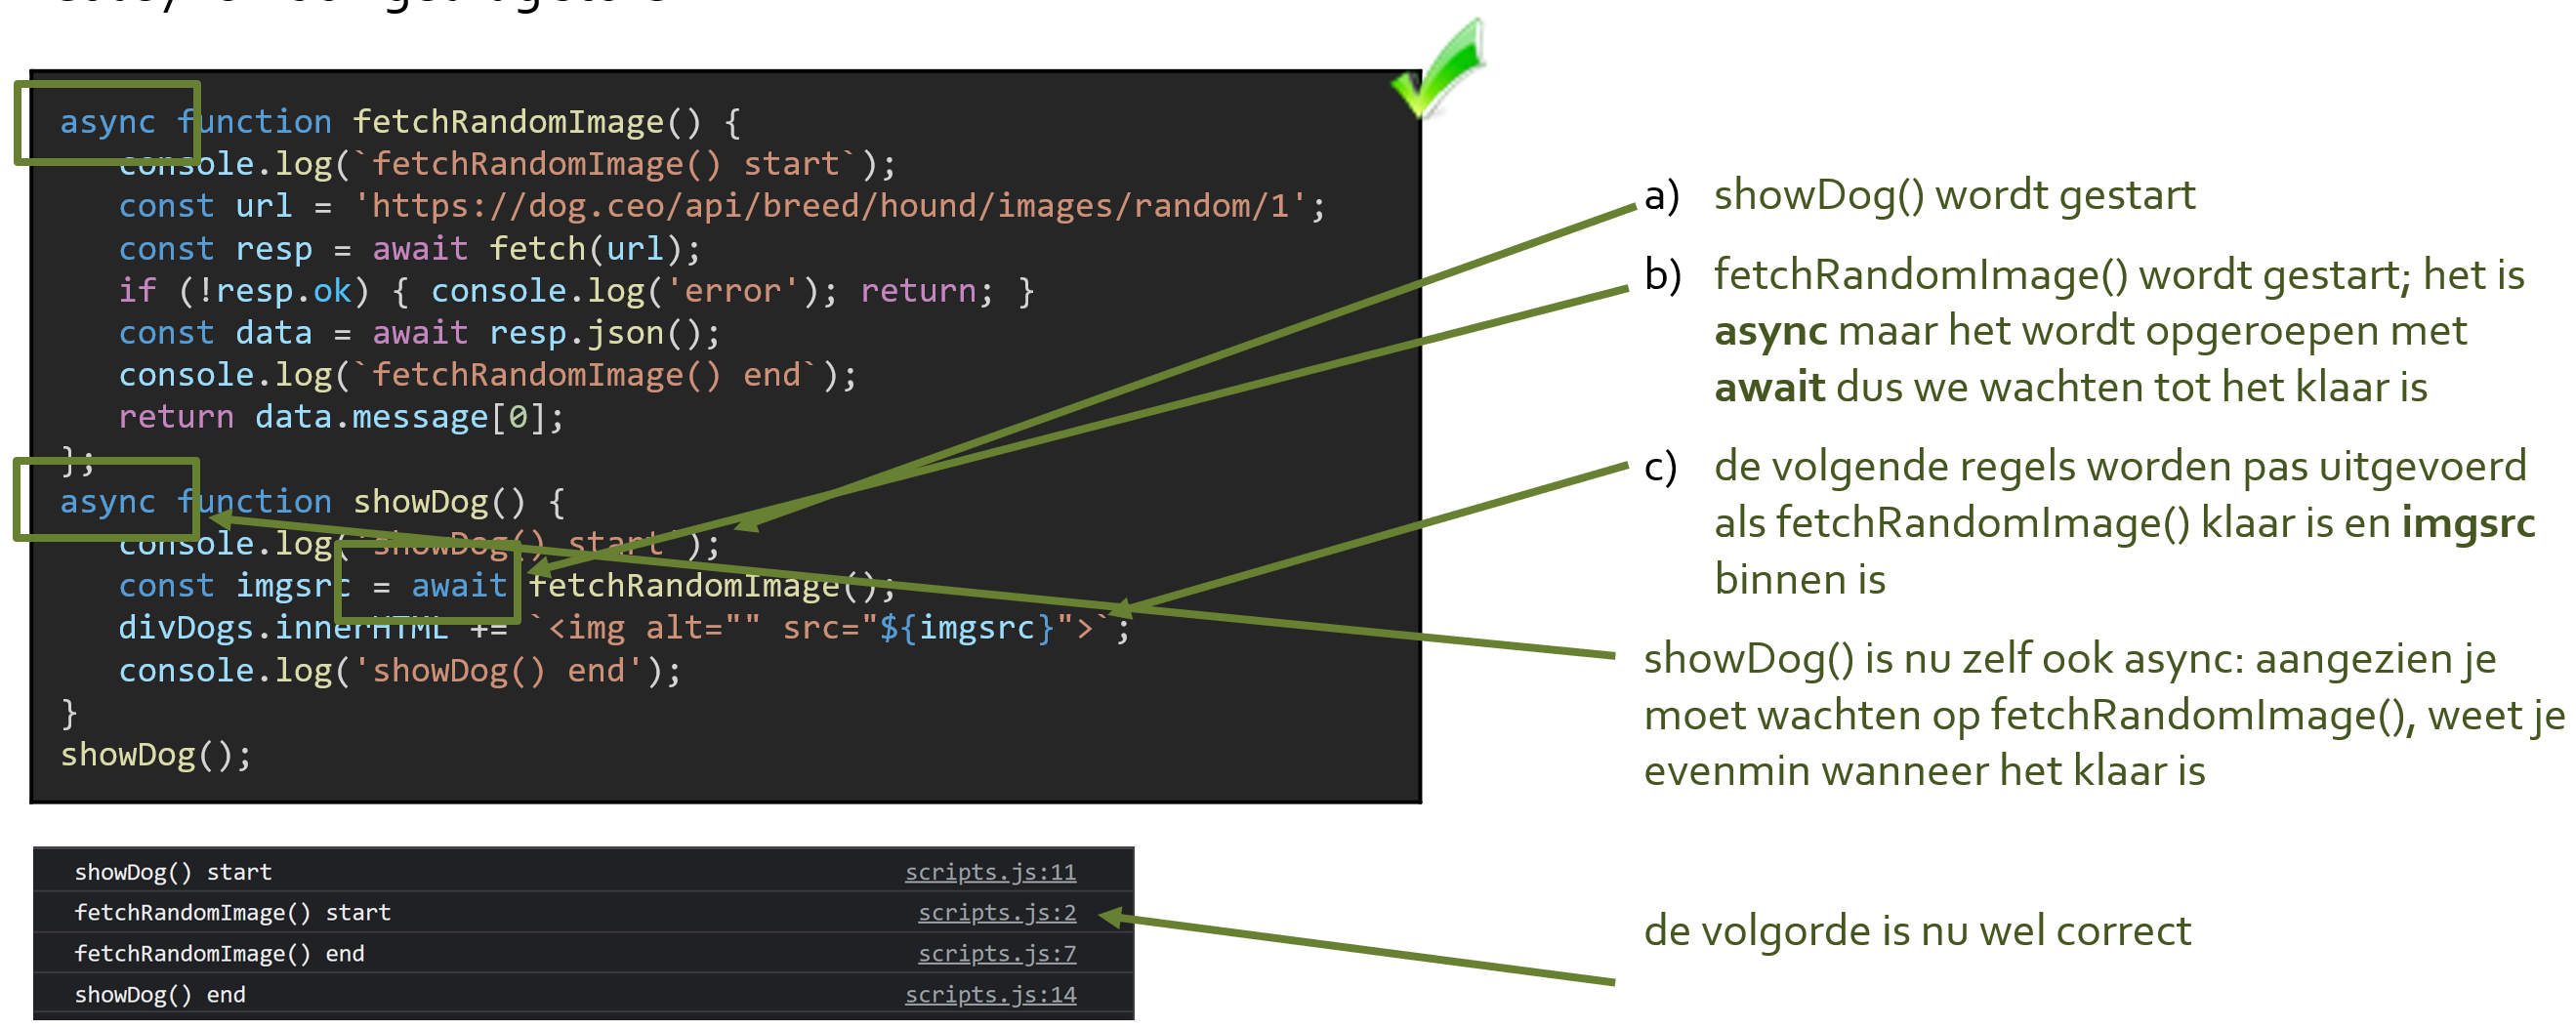 async function fetchRandomImage() {
console.log(`fetchRandomImage() start`);
const url = 'https://dog.ceo/api/breed/hound/images/random/1';
const resp = await fetch(url);
if (!resp.ok) { console.log('error'); return; }
const data = await resp.json();
console.log(`fetchRandomImage() end`);
return data.message[0];
};
async function showDog() {
console.log('showDog() start');
const imgsrc = await fetchRandomImage();
divDogs.innerHTML += `<img alt="" src="${imgsrc}">`;
console.log('showDog() end');
}
showDog();
a) showDog() wordt gestart
b) fetchRandomImage() wordt gestart; het is
async maar het wordt opgeroepen met
await dus we wachten tot het klaar is
c) de volgende regels worden pas uitgevoerd
als fetchRandomImage() klaar is en imgsrc
binnen is
showDog() is nu zelf ook async: aangezien je
moet wachten op fetchRandomImage(), weet je
evenmin wanneer het klaar is
showDog() start scripts.js:11
fetchRandomImage() start scripts.js:2
fetchRandomImage() end scripts.js:7
showDog() end scripts.js:14
de volgorde is nu wel correct